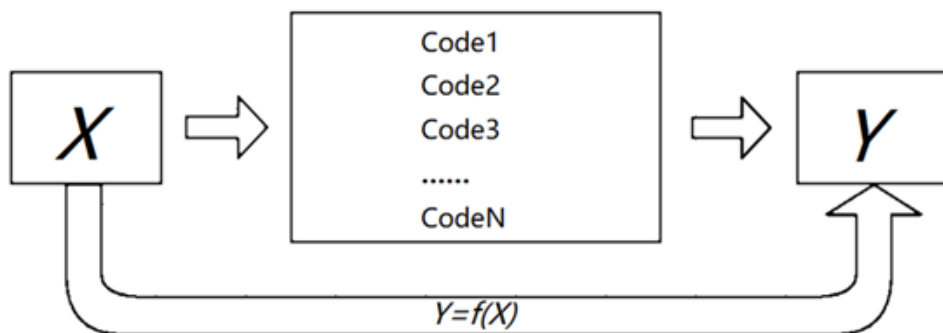 X
Code1
Code2
Code3
......
CodeN
Y
Y=f(X)